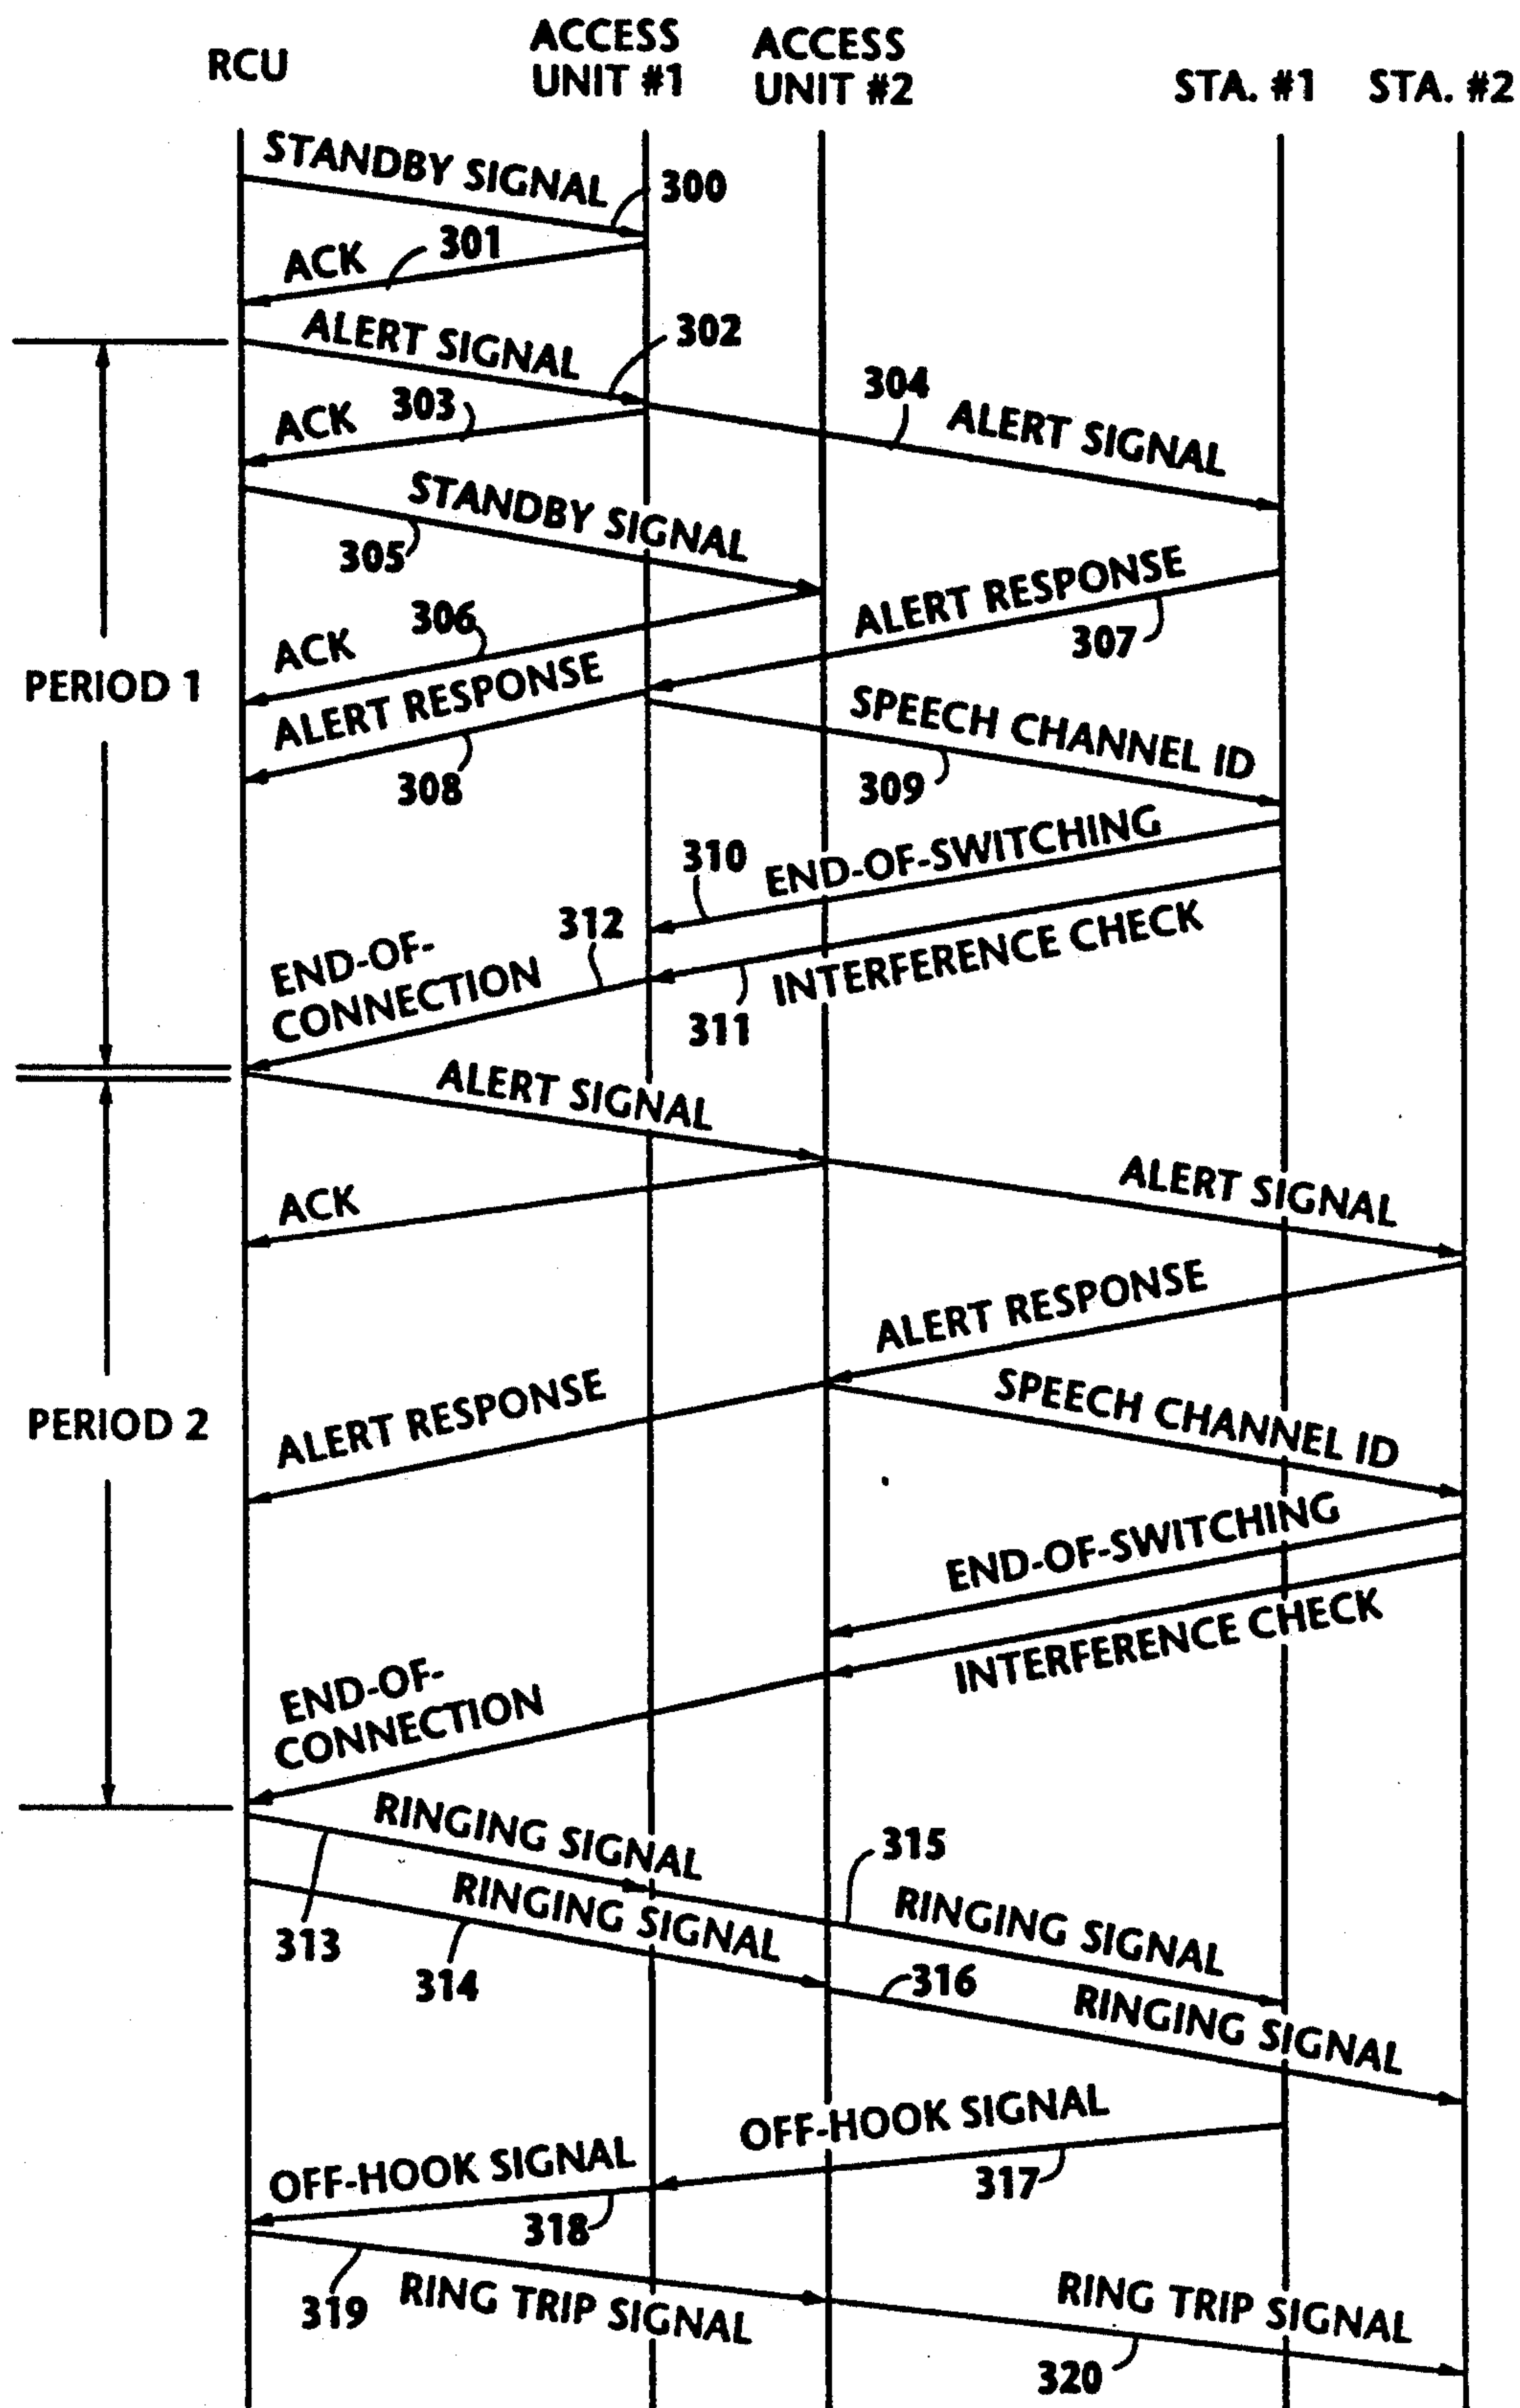 RCU
ACCESS
UNIT #1
ACCESS
UNIT #2
STA. #1
STA. #2
STANDBY SIGNAL
300
ACK
301
ALERT SIGNAL
302
ACK
303
304
ALERT SIGNAL
STANDBY SIGNAL
305
ALERT RESPONSE
307
ACK
306
PERIOD 1
ALERT RESPONSE
308
SPEECH CHANNEL ID
309
310
END-OF-SWITCHING
END-OF-
CONNECTION
312
311
INTERFERENCE CHECK
ALERT SIGNAL
ALERT SIGNAL
ACK
ALERT RESPONSE
PERIOD 2
ALERT RESPONSE
SPEECH CHANNEL ID
END-OF-SWITCHING
INTERFERENCE CHECK
END-OF-
CONNECTION
RINGING SIGNAL
313
315
RINGING SIGNAL
RINGING SIGNAL
314
316
RINGING SIGNAL
OFF-HOOK SIGNAL
317
OFF-HOOK SIGNAL
318
319
RING TRIP SIGNAL
RING TRIP SIGNAL
320